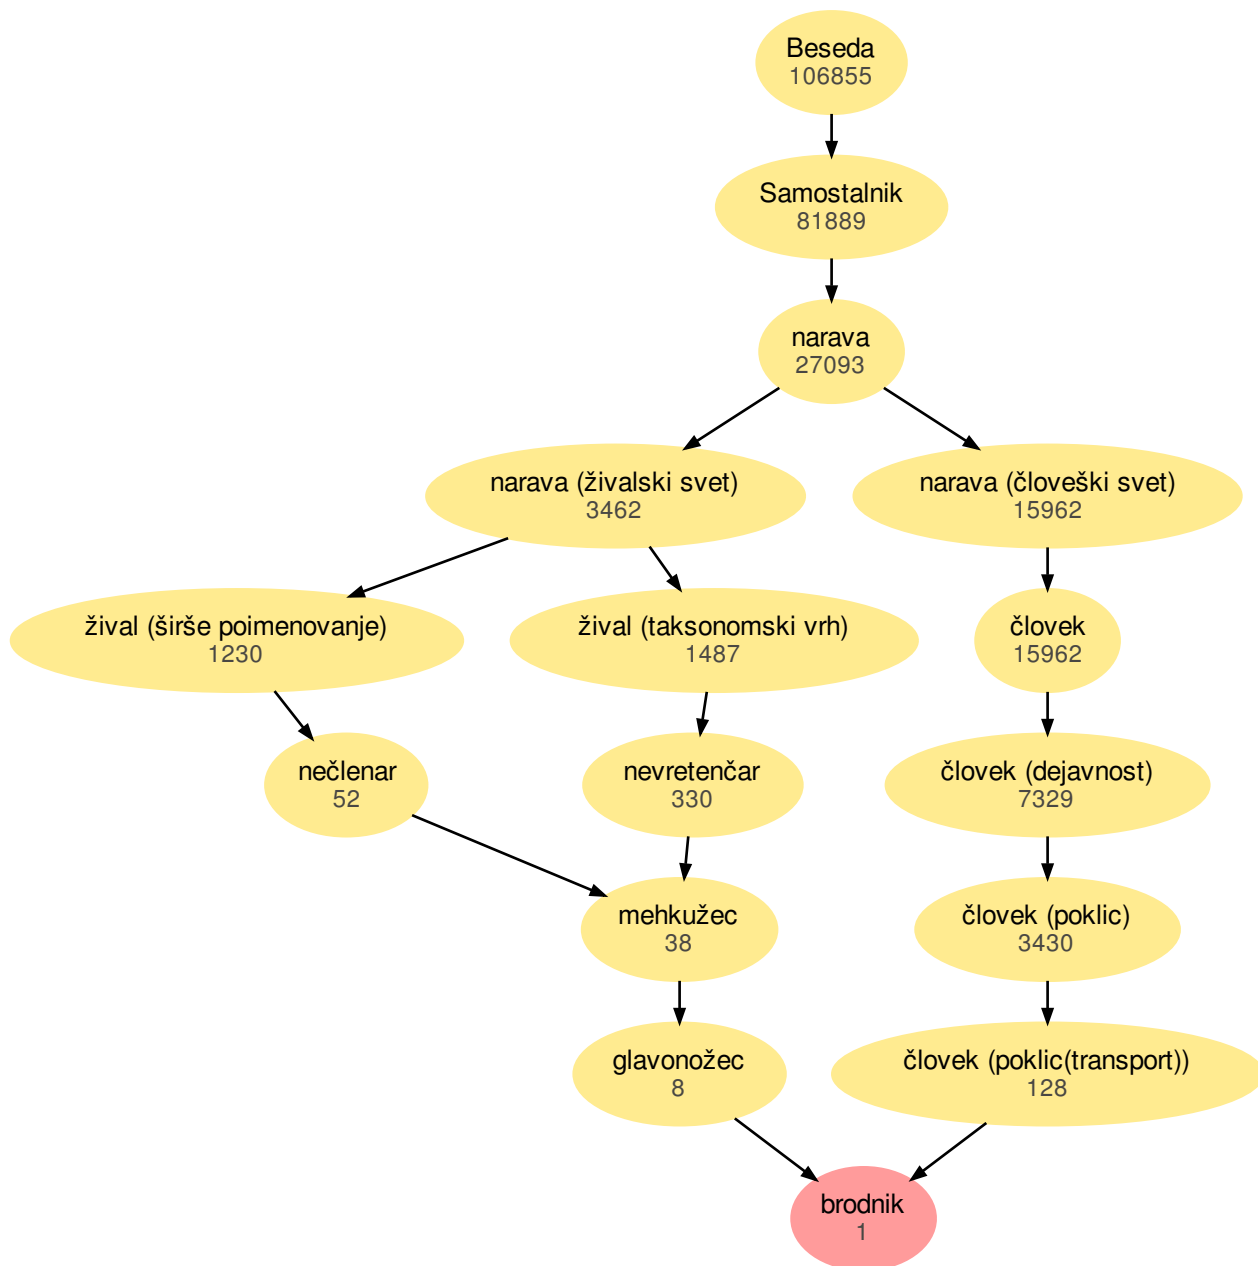 Beseda
106855
Samostalnik
81889
narava
27093
narava (živalski svet)
3462
narava (človeški svet)
15962
žival (širše poimenovanje)
1230
žival (taksonomski vrh)
1487
človek
15962
nečlenar
52
nevretenčar
330
človek (dejavnost)
7329
mehkužec
38
človek (poklic)
3430
glavonožec
8
človek (poklic(transport))
128
brodnik
1